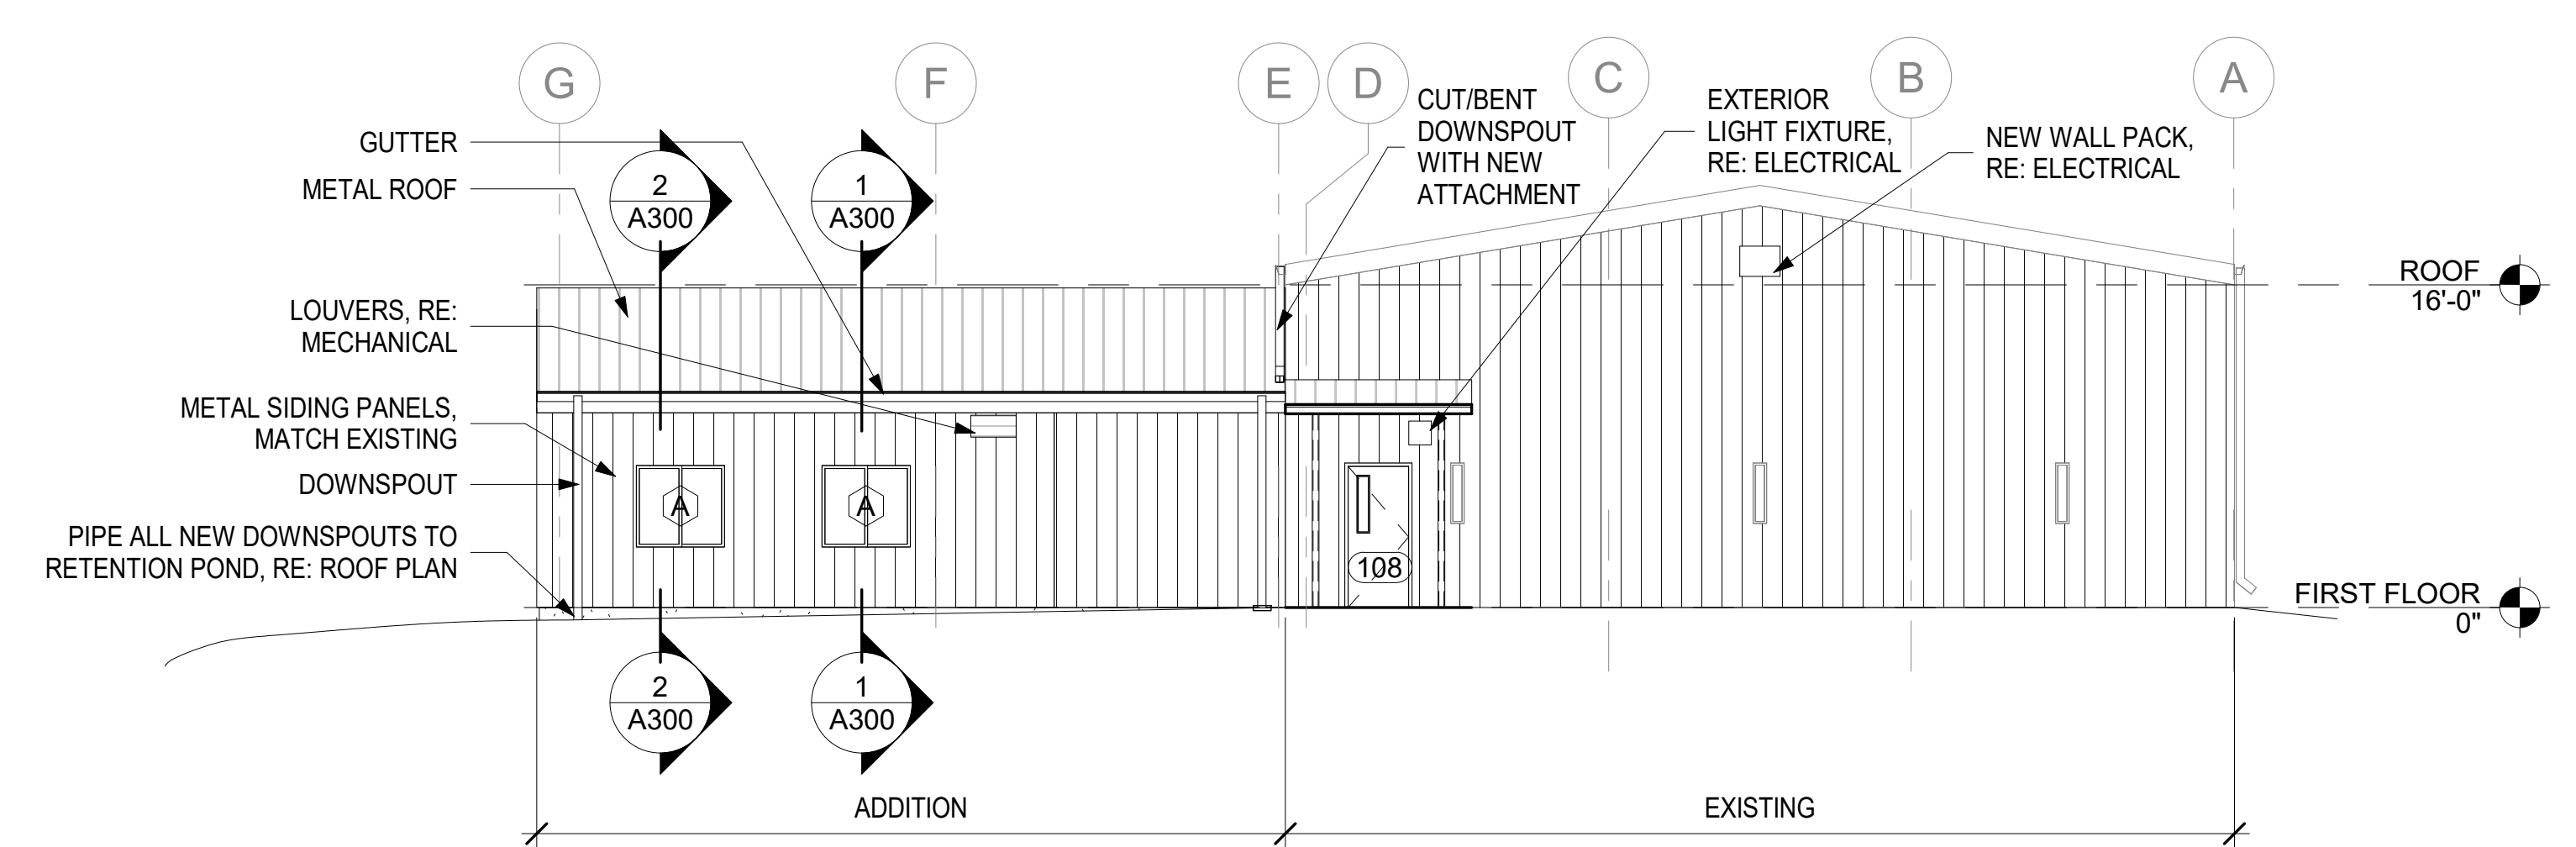 G
F
E
D
C
B
A
GUTTER
METAL ROOF
LOUVERS, RE:
MECHANICAL
METAL SIDING PANELS,
MATCH EXISTING
DOWNSPOUT
PIPE ALL NEW DOWNSPOUTS TO
RETENTION POND, RE: ROOF PLAN
2
A300
1
A300
CUT/BENT
DOWNSPOUT
WITH NEW
ATTACHMENT
EXTERIOR
LIGHT FIXTURE,
RE: ELECTRICAL
NEW WALL PACK,
RE: ELECTRICAL
ROOF
16'-0"
A
A
108
FIRST FLOOR
0"
2
A300
1
A300
ADDITION
EXISTING